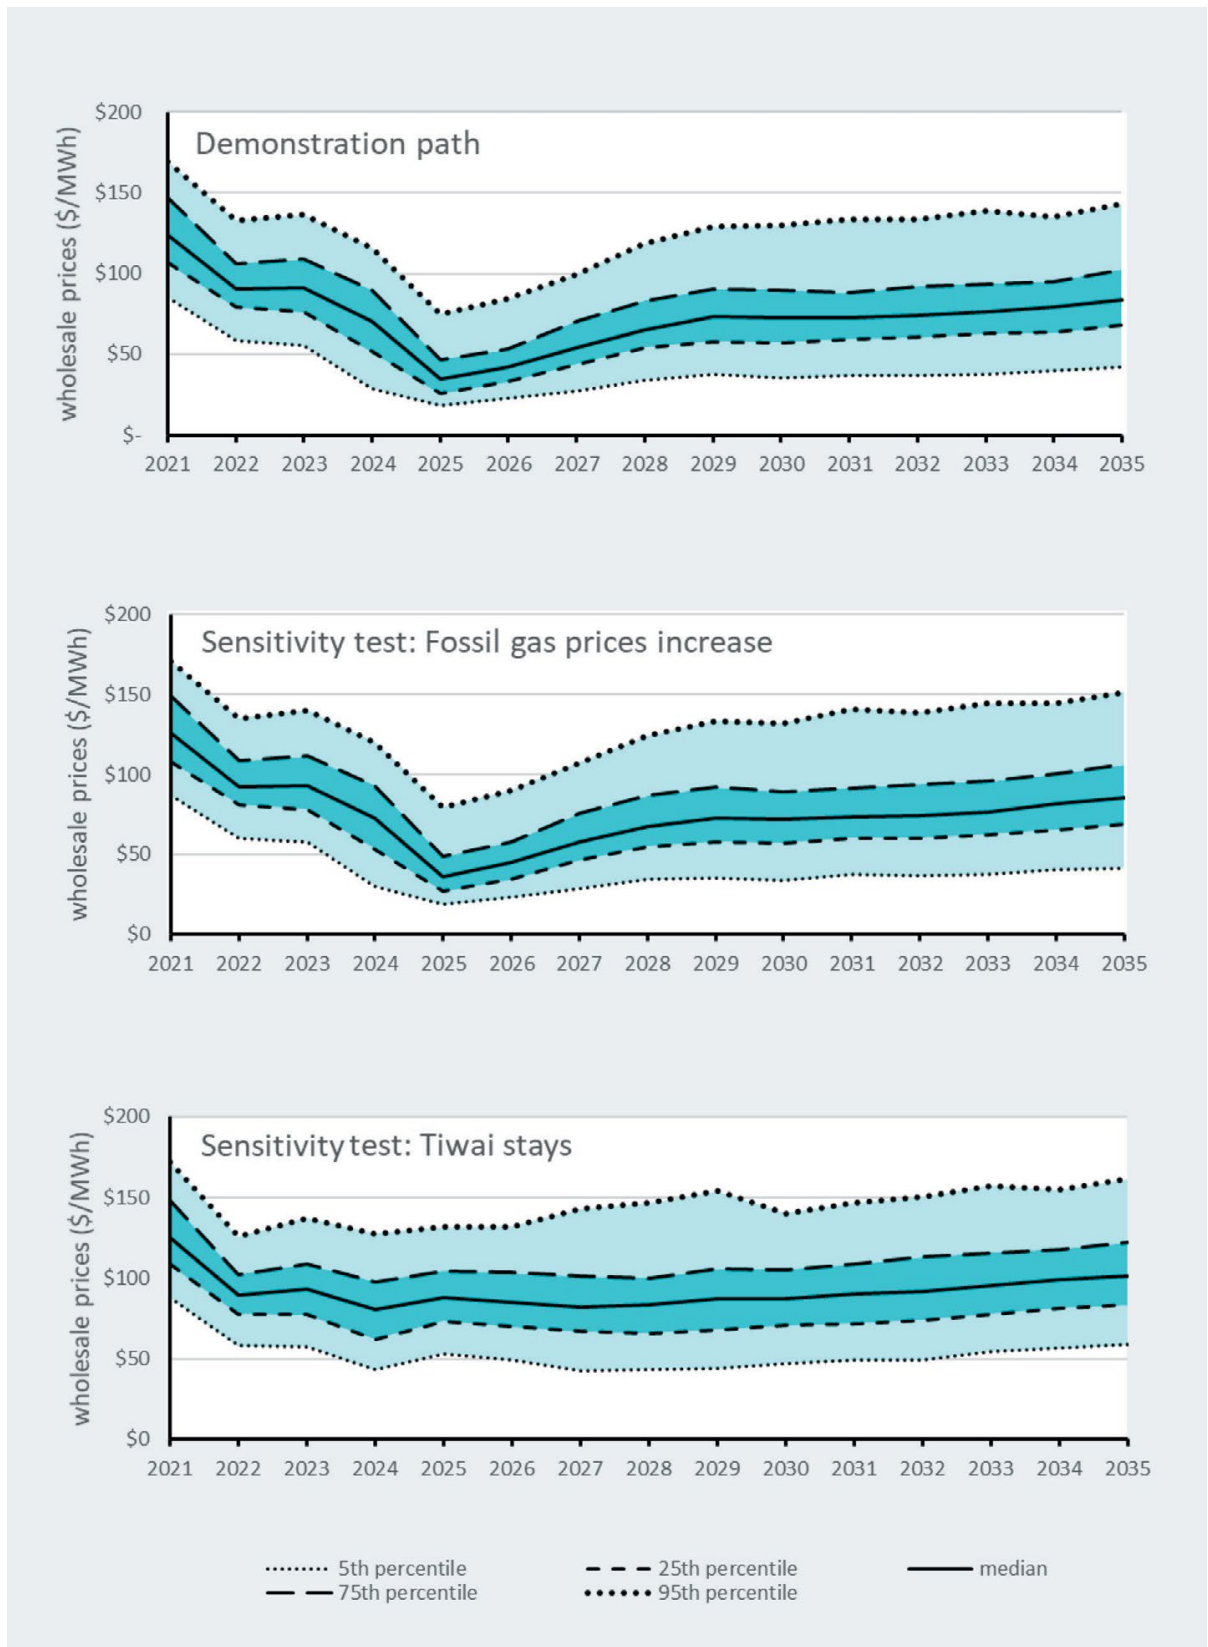 Demonstration path
wholesale prices ($/MWh)
$200
$150
$100
$50
$-
2021 2022 2023 2024 2025 2026 2027 2028 2029 2030 2031 2032 2033 2034 2035
Sensitivity test: Fossil gas prices increase
wholesale prices ($/MWh)
$200
$150
$100
$50
$0
2021 2022 2023 2024 2025 2026 2027 2028 2029 2030 2031 2032 2033 2034 2035
Sensitivity test: Tiwai stays
wholesale prices ($/MWh)
$200
$150
$100
$50
$0
2021 2022 2023 2024 2025 2026 2027 2028 2029 2030 2031 2032 2033 2034 2035
5th percentile 25th percentile median
75th percentile 95th percentile